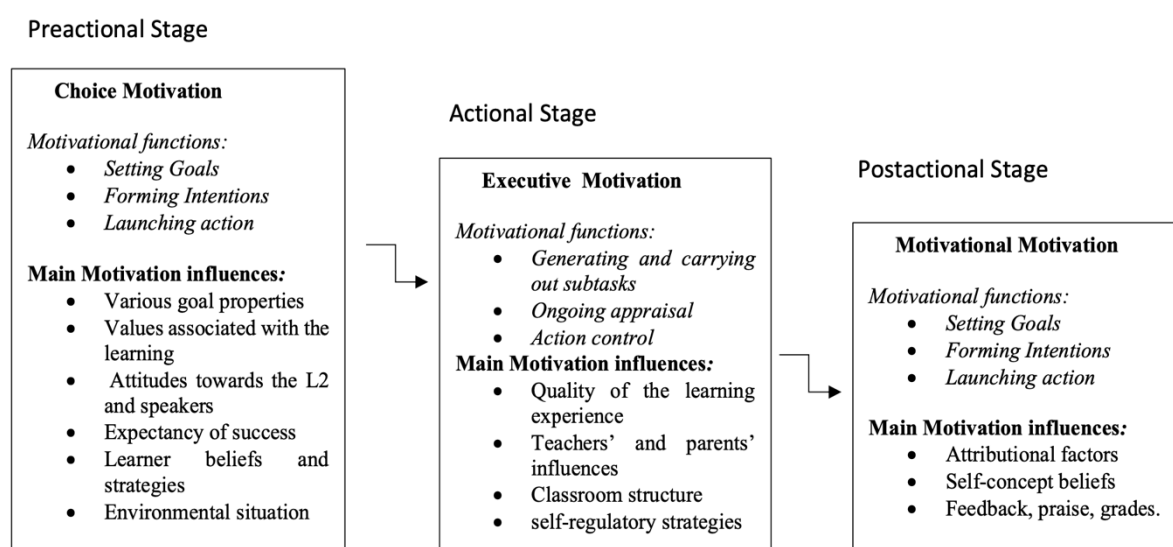 Preactional Stage
Choice Motivation
Motivational functions:
• Setting Goals
• Forming Intentions
• Launching action
Main Motivation influences:
• Various goal properties
• Values associated with the
learning
• Attitudes towards the L2
and speakers
• Expectancy of success
• Learner beliefs and
strategies
• Environmental situation
Actional Stage
Executive Motivation
Motivational functions:
• Generating and carrying
out subtasks
• Ongoing appraisal
• Action control
Main Motivation influences:
• Quality of the learning
experience
• Teachers’ and parents’
influences
• Classroom structure
• self-regulatory strategies
Postactional Stage
Motivational Motivation
Motivational functions:
• Setting Goals
• Forming Intentions
• Launching action
Main Motivation influences:
• Attributional factors
• Self-concept beliefs
• Feedback, praise, grades.